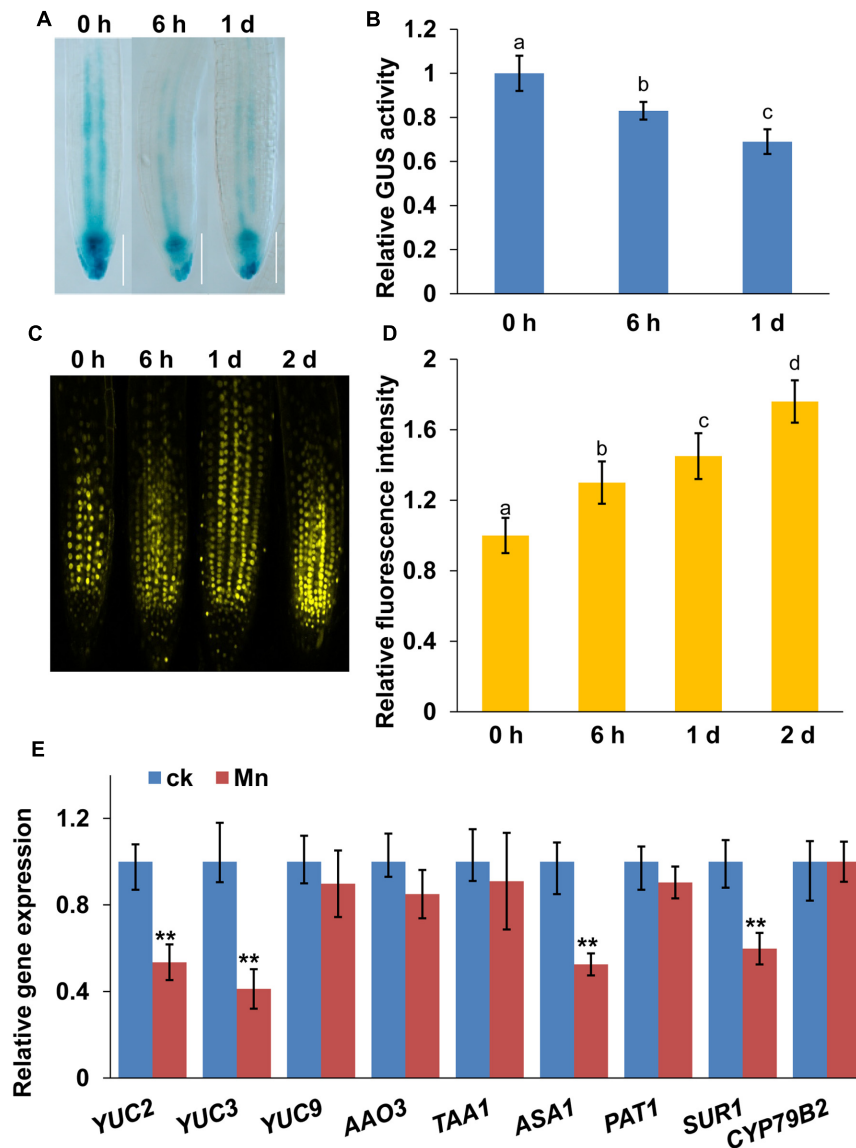 A
0 h 6 h 1 d
B
Relative GUS activity
1.2
1
0.8
0.6
0.4
0.2
0
a
b
c
0 h 6 h 1 d
C
0 h 6 h 1 d 2 d
D
Relative fluorescence intensity
2
1.6
1.2
0.8
0.4
0
a
b
c
d
0 h 6 h 1 d 2 d
E
ck Mn
Relative gene expression
1.2
0.8
0.4
0
** ** ** **
YUC2 YUC3 YUC9 AAO3 TAA1 ASA1 PAT1 SUR1 CYP79B2